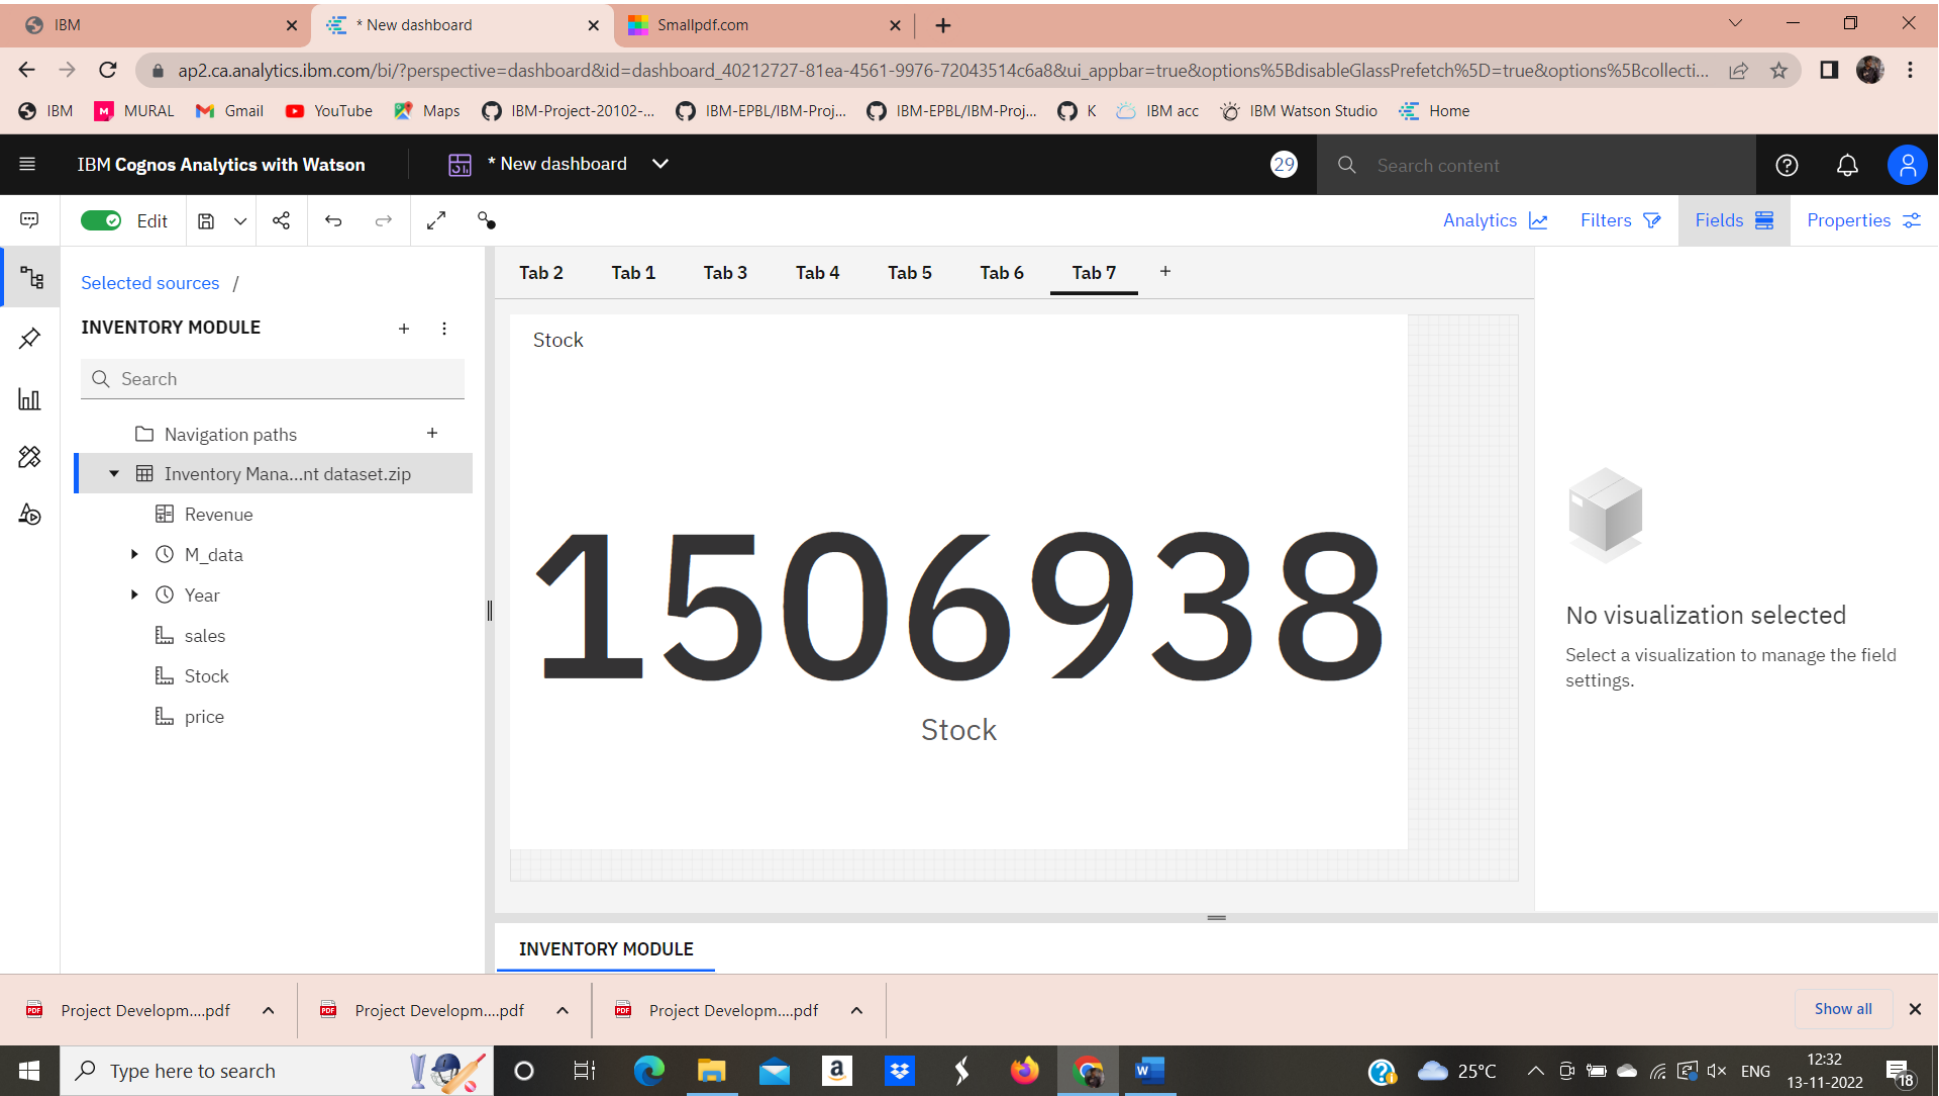 IBM
* New dashboard
Smallpdf.com
ap2.ca.analytics.ibm.com/bi/?perspective=dashboard&id=dashboard_40212727-81ea-4561-9976-72043514c6a8&ui_appbar=true&options%5BdisableGlassPrefetch%5D=true&options%5Bcollecti...
IBM
MURAL
Gmail
YouTube
Maps
IBM-Project-20102-...
IBM-EPBL/IBM-Proj...
IBM-EPBL/IBM-Proj...
K
IBM acc
IBM Watson Studio
Home
IBM Cognos Analytics with Watson
* New dashboard
29
Search content
Edit
Analytics
Filters
Fields
Properties
Selected sources /
INVENTORY MODULE
Search
Navigation paths
Inventory Mana...nt dataset.zip
Revenue
M_data
Year
sales
Stock
price
Tab 2
Tab 1
Tab 3
Tab 4
Tab 5
Tab 6
Tab 7
Stock
1506938
Stock
No visualization selected
Select a visualization to manage the field
settings.
INVENTORY MODULE
Project Developm....pdf
Project Developm....pdf
Project Developm....pdf
Show all
Type here to search
25°C
ENG
12:32
13-11-2022
18